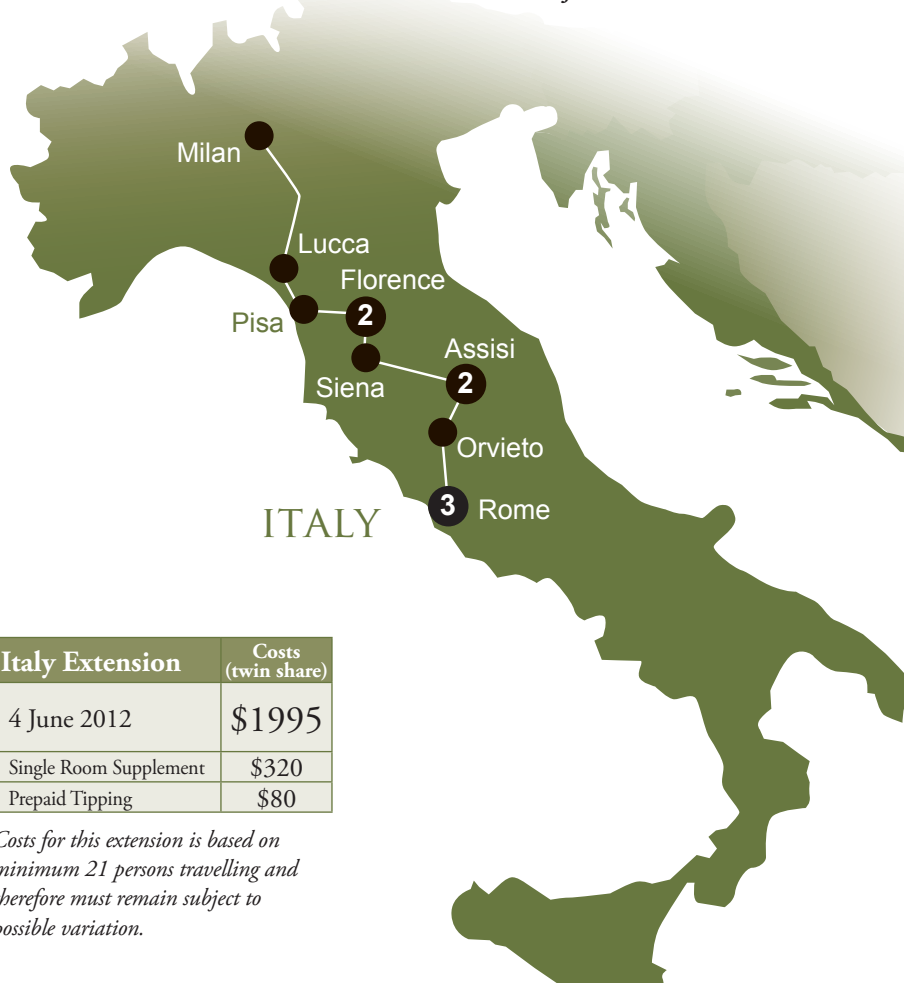 Milan
Lucca
Florence
Pisa
2
Assisi
2
Siena
Orvieto
3 Rome
ITALY
Italy Extension Costs (twin share)
4 June 2012 $1995
Single Room Supplement $320
Prepaid Tipping $80
Costs for this extension is based on
minimum 21 persons travelling and
therefore must remain subject to
possible variation.